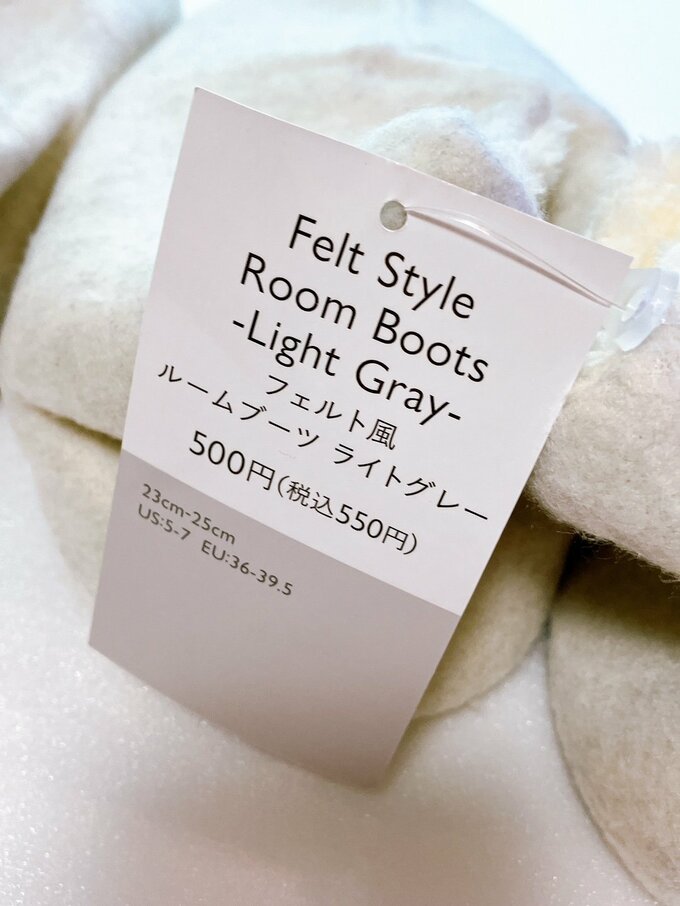 Felt Style
Room Boots
-Light Gray-
フェルト風
ルームブーツ ライトグレー
500円(税込550円)
23cm-25cm
US:5-7 EU:36-39.5